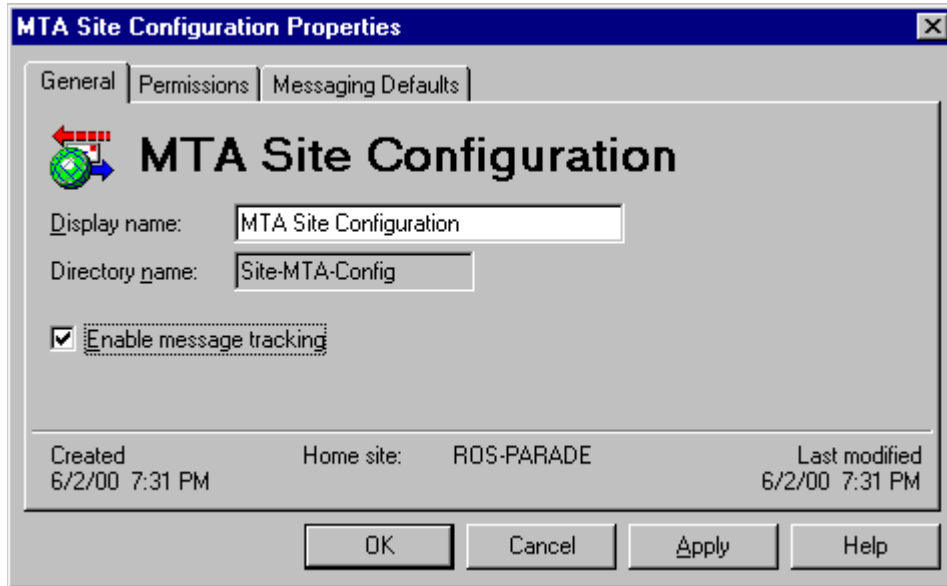 MTA Site Configuration Properties
General Permissions Messaging Defaults
MTA Site Configuration
Display name: MTA Site Configuration
Directory name: Site-MTA-Config
Enable message tracking
Created Home site: ROS-PARADE Last modified
6/2/00 7:31 PM 6/2/00 7:31 PM
OK Cancel Apply Help